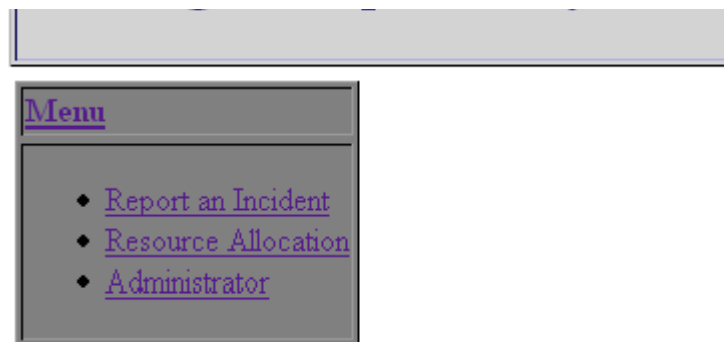 Menu
Report an Incident
Resource Allocation
Administrator